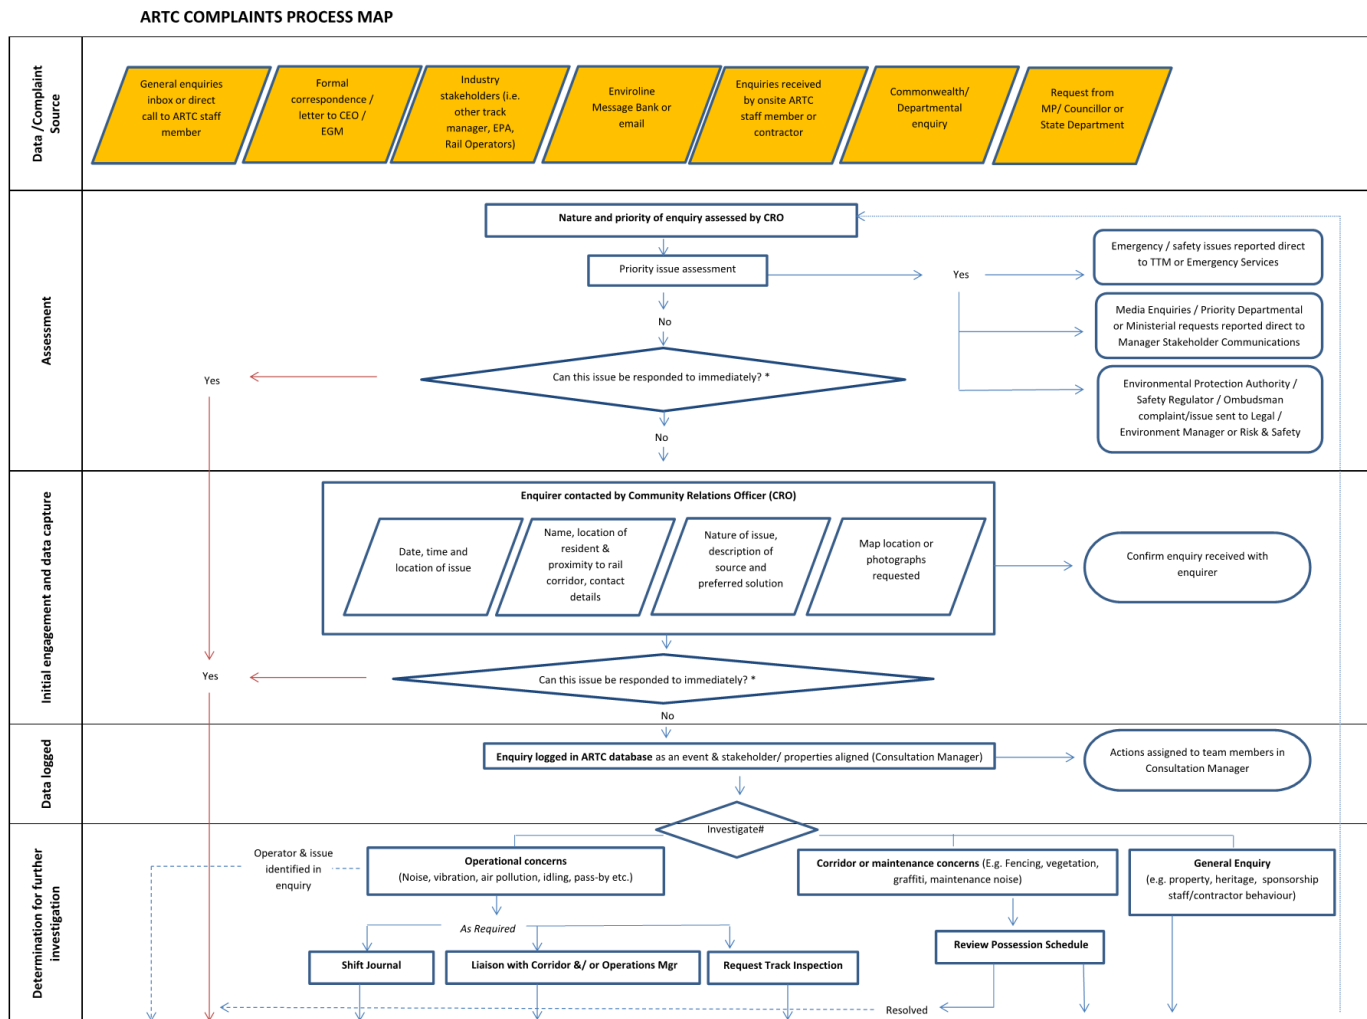 ARTC COMPLAINTS PROCESS MAP
Data /Complaint
Source
General enquiries
inbox or direct
call to ARTC staff
member
Formal
correspondence /
letter to CEO /
EGM
Industry
stakeholders (i.e.
other track
manager, EPA,
Rail Operators)
Enviroline
Message Bank or
email
Enquiries received
by onsite ARTC
staff member or
contractor
Commonwealth/
Departmental
enquiry
Request from
MP/ Councillor or
State Department
Assessment
Nature and priority of enquiry assessed by CRO
Priority issue assessment
Yes
Emergency / safety issues reported direct
to TTM or Emergency Services
No
Media Enquiries / Priority Departmental
or Ministerial requests reported direct to
Manager Stakeholder Communications
Can this issue be responded to immediately? *
Yes
Environmental Protection Authority /
Safety Regulator / Ombudsman
complaint/issue sent to Legal /
Environment Manager or Risk & Safety
No
Initial engagement and data capture
Enquirer contacted by Community Relations Officer (CRO)
Date, time and
location of issue
Name, location of
resident &
proximity to rail
corridor, contact
details
Nature of issue,
description of
source and
preferred solution
Map location or
photographs
requested
Confirm enquiry received with
enquirer
Yes
Can this issue be responded to immediately? *
No
Data logged
Enquiry logged in ARTC database as an event & stakeholder/ properties aligned (Consultation Manager)
Actions assigned to team members in
Consultation Manager
Investigate#
Determination for further
investigation
Operator & issue
identified in
enquiry
Operational concerns
(Noise, vibration, air pollution, idling, pass-by etc.)
Corridor or maintenance concerns (E.g. Fencing, vegetation,
graffiti, maintenance noise)
General Enquiry
(e.g. property, heritage, sponsorship
staff/contractor behaviour)
As Required
Shift Journal
Liaison with Corridor &/ or Operations Mgr
Request Track Inspection
Review Possession Schedule
Resolved